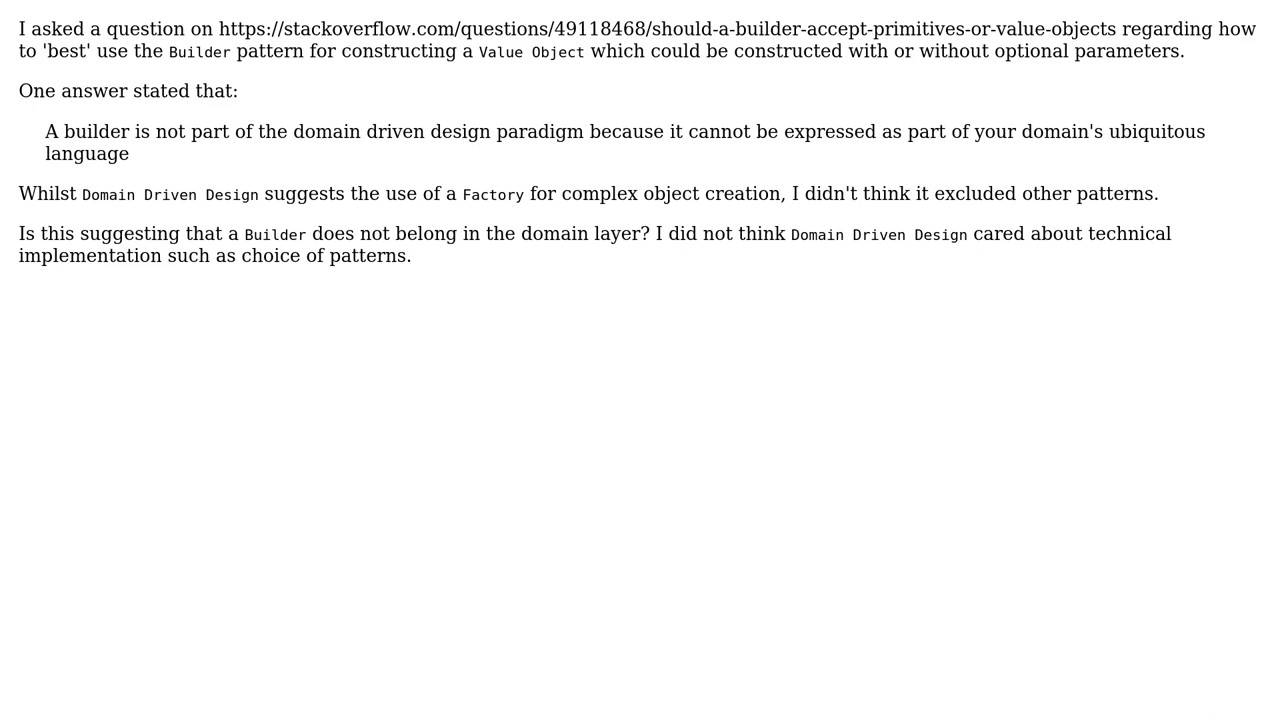 I asked a question on https://stackoverflow.com/questions/49118468/should-a-builder-accept-primitives-or-value-objects regarding how
to 'best' use the Builder pattern for constructing a Value Object which could be constructed with or without optional parameters.
One answer stated that:
A builder is not part of the domain driven design paradigm because it cannot be expressed as part of your domain's ubiquitous
language
Whilst Domain Driven Design suggests the use of a Factory for complex object creation, I didn't think it excluded other patterns.
Is this suggesting that a Builder does not belong in the domain layer? I did not think Domain Driven Design cared about technical
implementation such as choice of patterns.